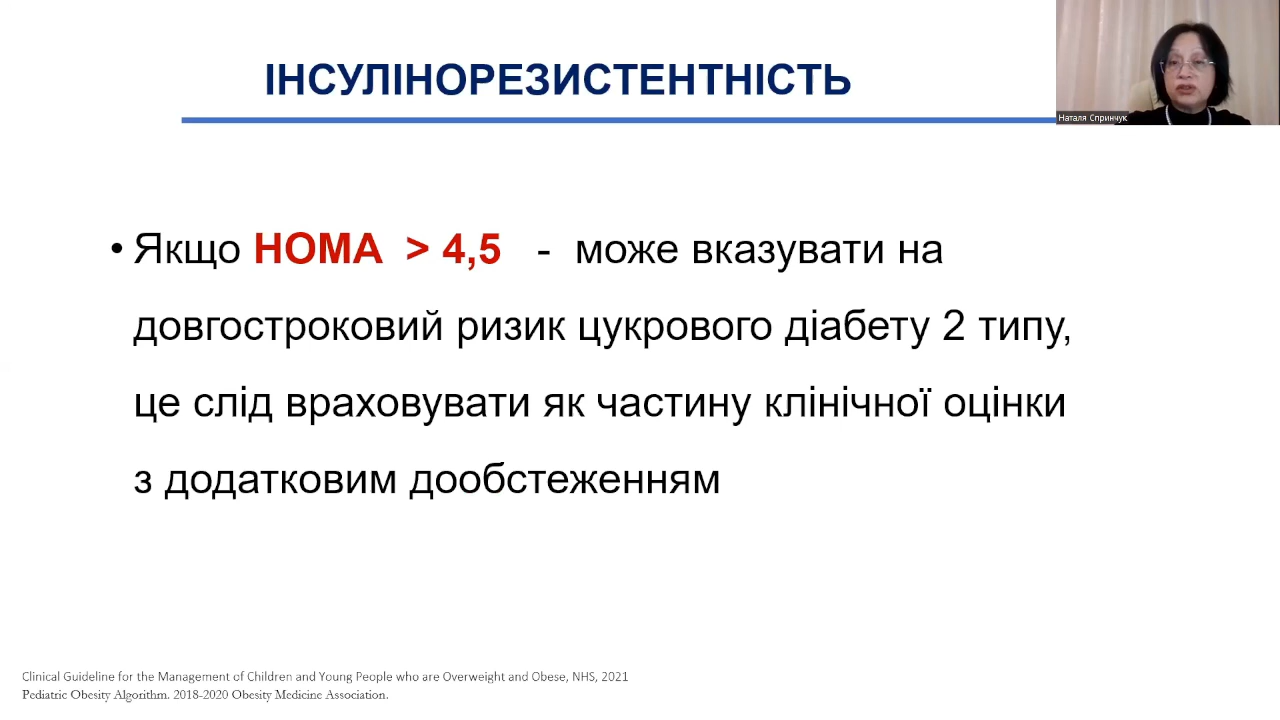 ІНСУЛІНОРЕЗИСТЕНТНІСТЬ
Наталя Спринчук
• Якщо НОМА > 4,5 - може вказувати на
довгостроковий ризик цукрового діабету 2 типу,
це слід враховувати як частину клінічної оцінки
з додатковим дообстеженням
Clinical Guideline for the Management of Children and Young People who are Overweight and Obese, NHS, 2021
Pediatric Obesity Algorithm. 2018-2020 Obesity Medicine Association.